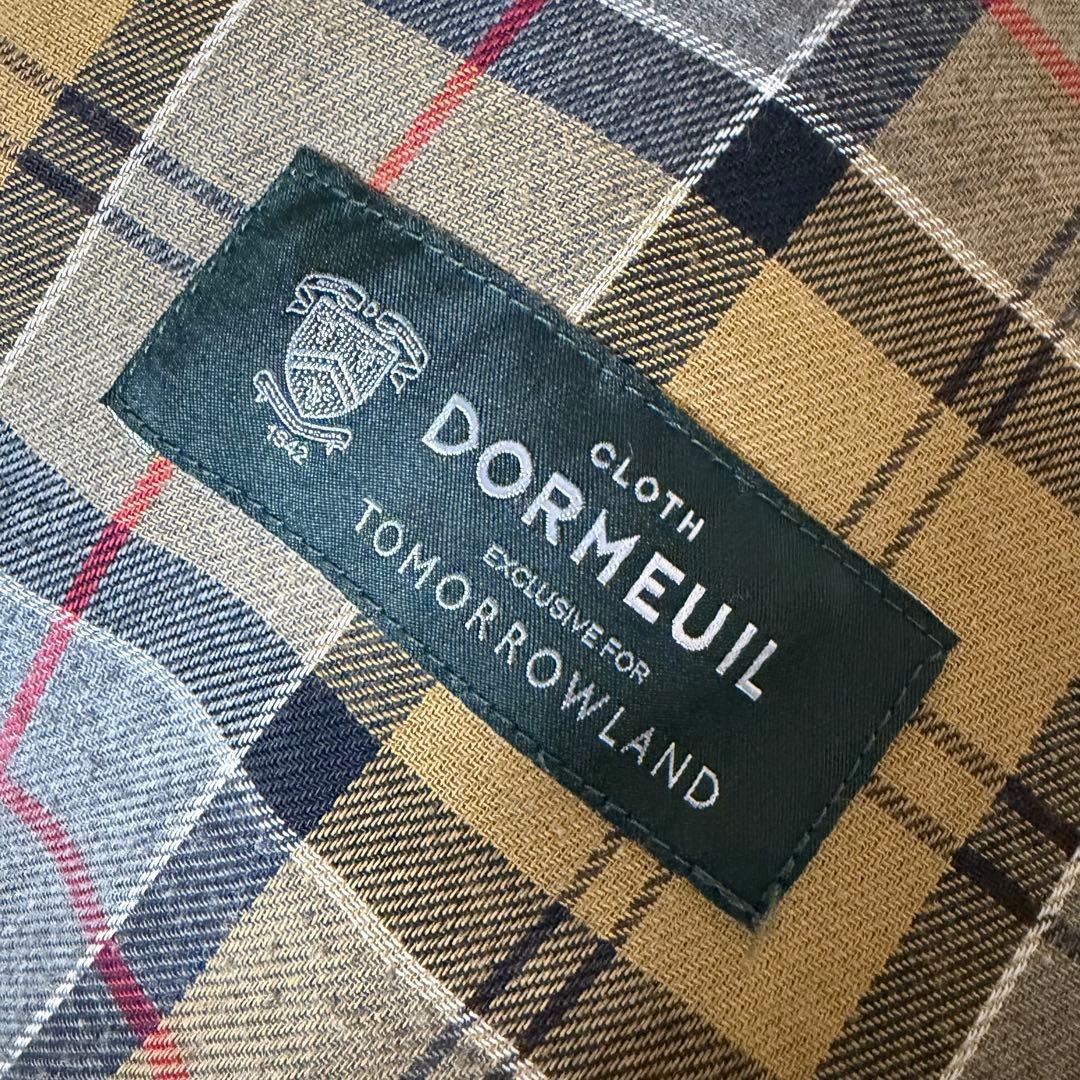 1842
CLOTH
DORMEUIL
EXCLUSIVE FOR
TOMORROWLAND